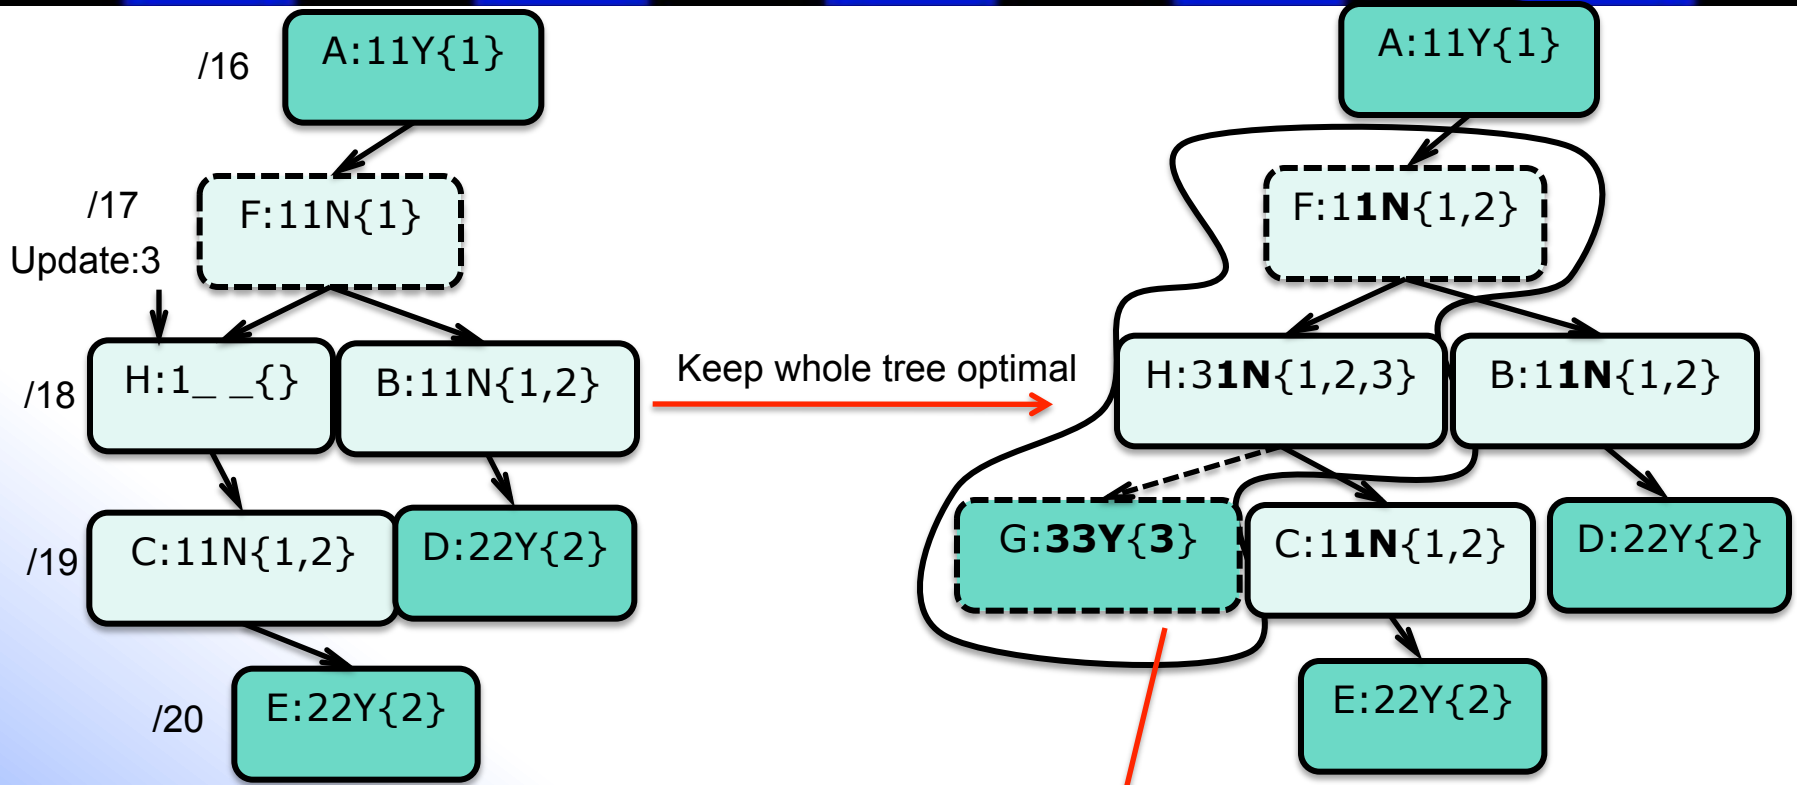 /16
A:11Y{1}
/17
F:11N{1}
Update:3
/18
H:1_ _{}
B:11N{1,2}
/19
C:11N{1,2}
D:22Y{2}
/20
E:22Y{2}
Keep whole tree optimal
A:11Y{1}
F:11N{1,2}
H:31N{1,2,3}
B:11N{1,2}
G:33Y{3}
C:11N{1,2}
D:22Y{2}
E:22Y{2}